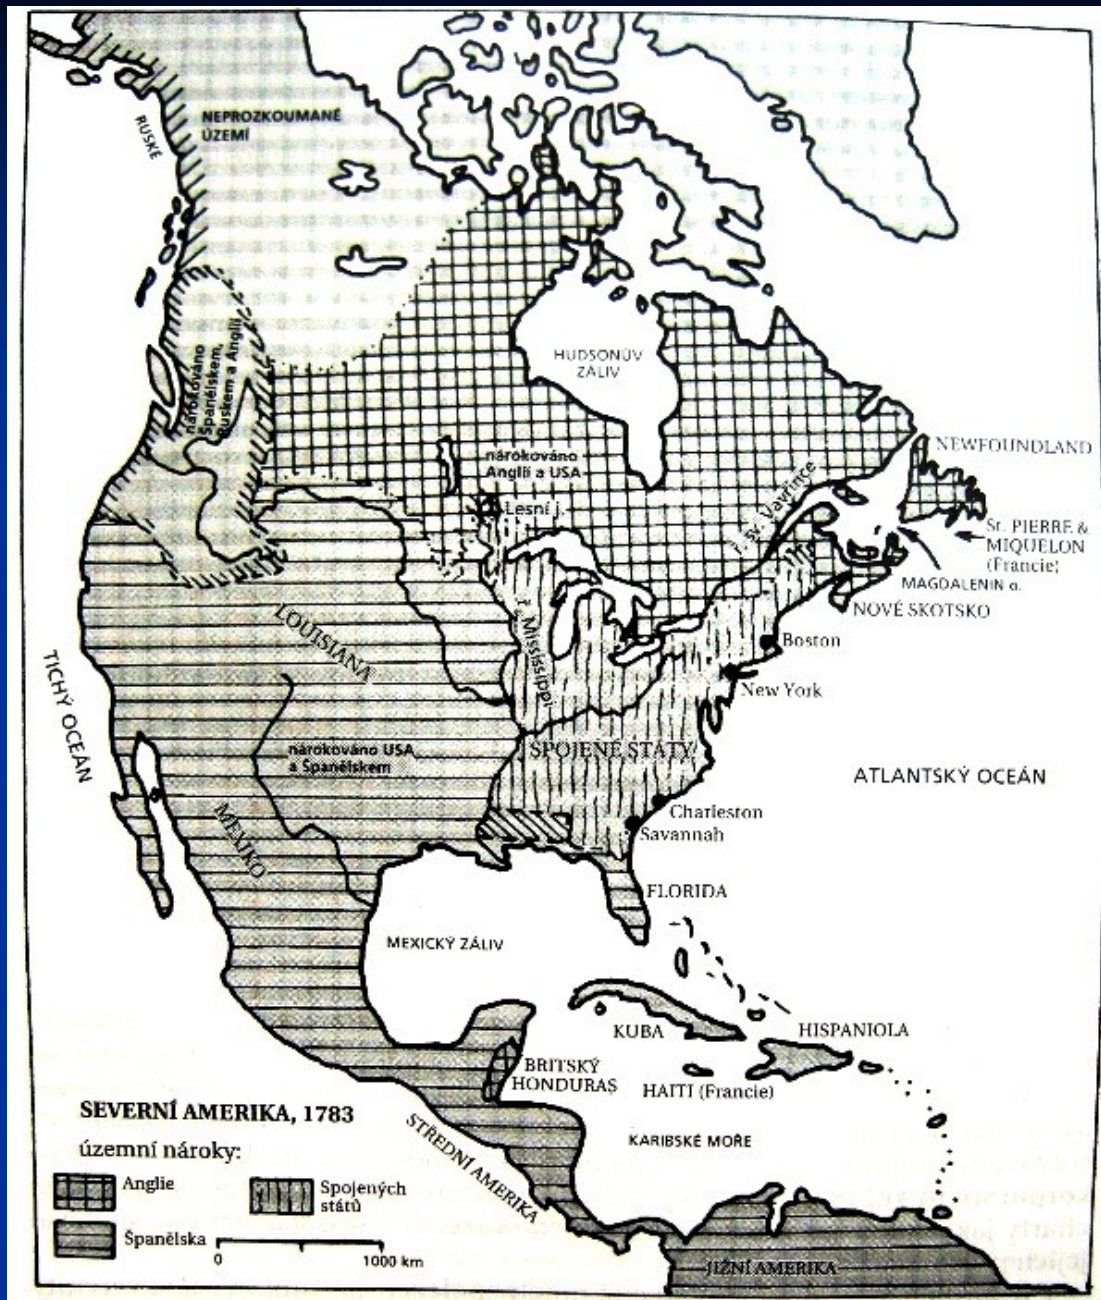 RUSKÉ
NEPROZKOUMANÉ
ÚZEMÍ
nárokováno
Španělskem,
Ruskem a Anglií
HUDSONŮV
ZÁLIV
nárokováno
Anglií a USA
Lesní j.
ř. sv. Vavřince
NEWFOUNDLAND
St. PIERRE &
MIQUELON
(Francie)
MAGDALENIN o.
NOVÉ SKOTSKO
LOUISIANA
ř. Mississippi
Boston
New York
TICHÝ OCEÁN
nárokováno USA
a Španělskem
SPOJENÉ STÁTY
ATLANTSKÝ OCEÁN
MEXIKO
Charleston
Savannah
FLORIDA
MEXICKÝ ZÁLIV
KUBA
HISPANIOLA
BRITSKÝ
HONDURAS
HAITI (Francie)
KARIBSKÉ MOŘE
STŘEDNÍ AMERIKA
JIŽNÍ AMERIKA
SEVERNÍ AMERIKA, 1783
územní nároky:
Anglie
Spojených
států
Španělska
0
1000 km